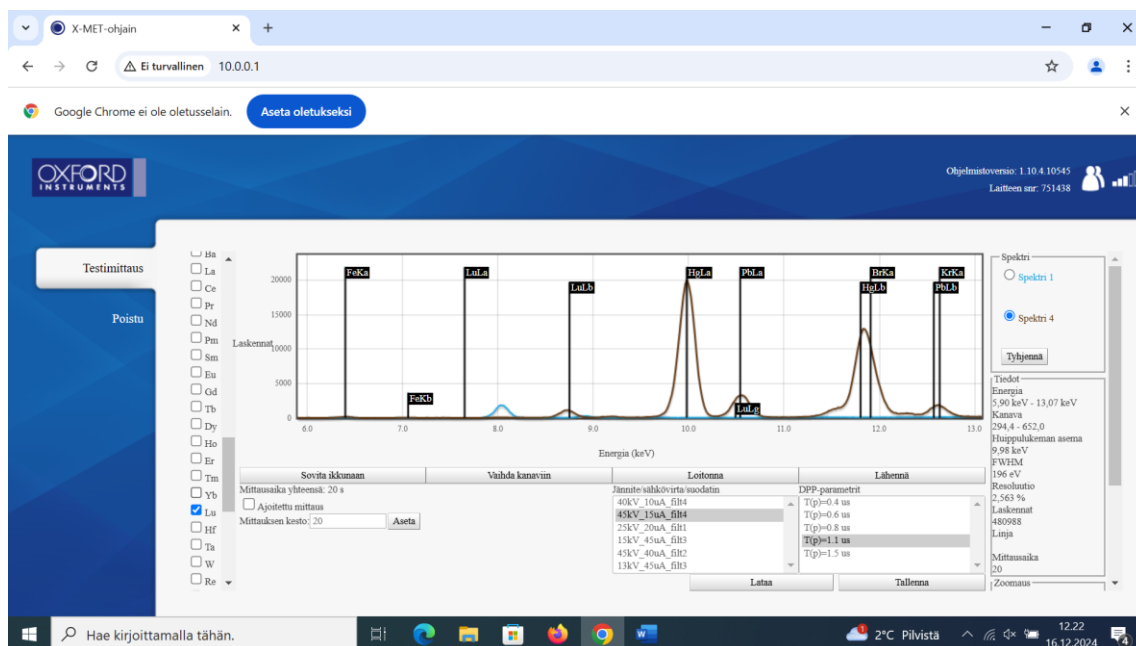 X-MET-ohjain
Ei turvallinen 10.0.0.1
Google Chrome ei ole oletusselain. Aseta oletukseksi
OXFORD
INSTRUMENTS
Ohjelmistoversio: 1.10.4.10545
Laitteen snr: 751438
Testimittaus
Poistu
Ba
La
Ce
Pr
Nd
Pm
Sm
Eu
Gd
Tb
Dy
Ho
Er
Tm
Yb
Lu
Hf
Ta
W
Re
Laskennat
20000
15000
10000
5000
0
FeKa LuLa HgLa PbLa BrKa KrKa
LuLb HgLb PbLb
FeKb LuLg
6.0 7.0 8.0 9.0 10.0 11.0 12.0 13.0
Energia (keV)
Sovita ikkunaan Vaihda kanaviin Loitonna Lähennä
Mittausaika yhteensä: 20 s
Ajoitettu mittaus
Mittauksen kesto: 20 Aseta
Jännite/sähkövirta/suodatin
40kV_10uA_filt4
45kV_15uA_filt4
25kV_20uA_filt1
15kV_45uA_filt3
45kV_40uA_filt2
13kV_45uA_filt3
DPP-parametrit
T(p)=0.4 us
T(p)=0.6 us
T(p)=0.8 us
T(p)=1.1 us
T(p)=1.5 us
Lataa Tallenna
Spektri
Spektri 1
Spektri 4
Tyhjennä
Tiedot
Energia
5,90 keV - 13,07 keV
Kanava
294,4 - 652,0
Huippulukeman asema
9,98 keV
FWHM
196 eV
Resoluutio
2,563 %
Laskennat
480988
Linja
Mittausaika
20
Zoomaus
Hae kirjoittamalla tähän.
2°C Pilvistä
12.22
16.12.2024
4